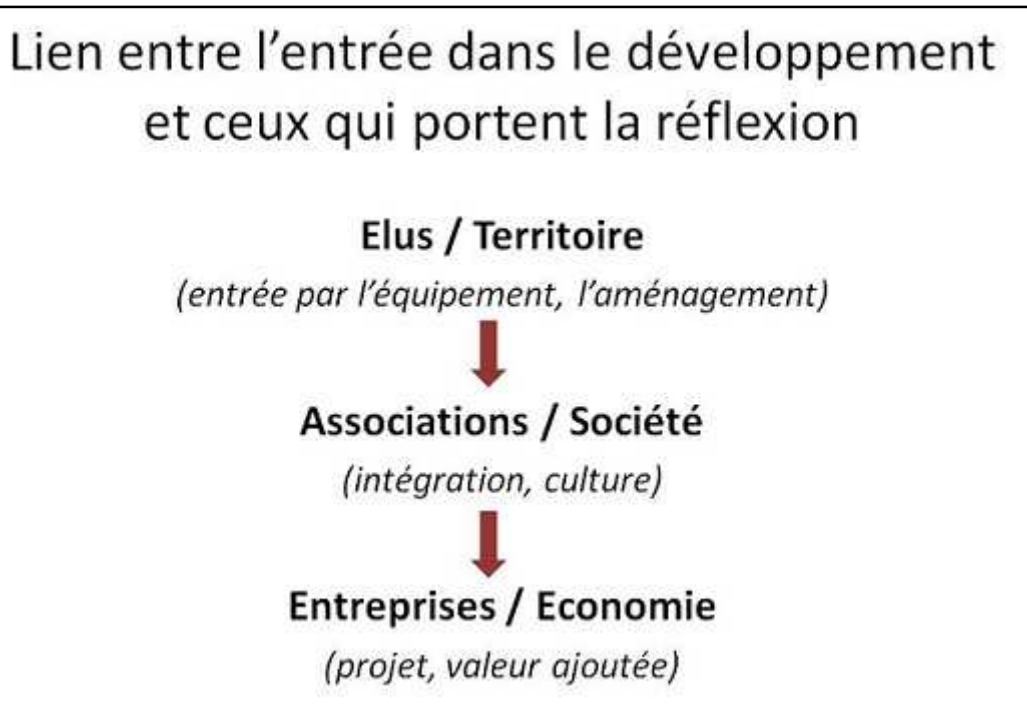 Lien entre l’entrée dans le développement
et ceux qui portent la réflexion
Elus / Territoire
(entrée par l’équipement, l’aménagement)
Associations / Société
(intégration, culture)
Entreprises / Economie
(projet, valeur ajoutée)